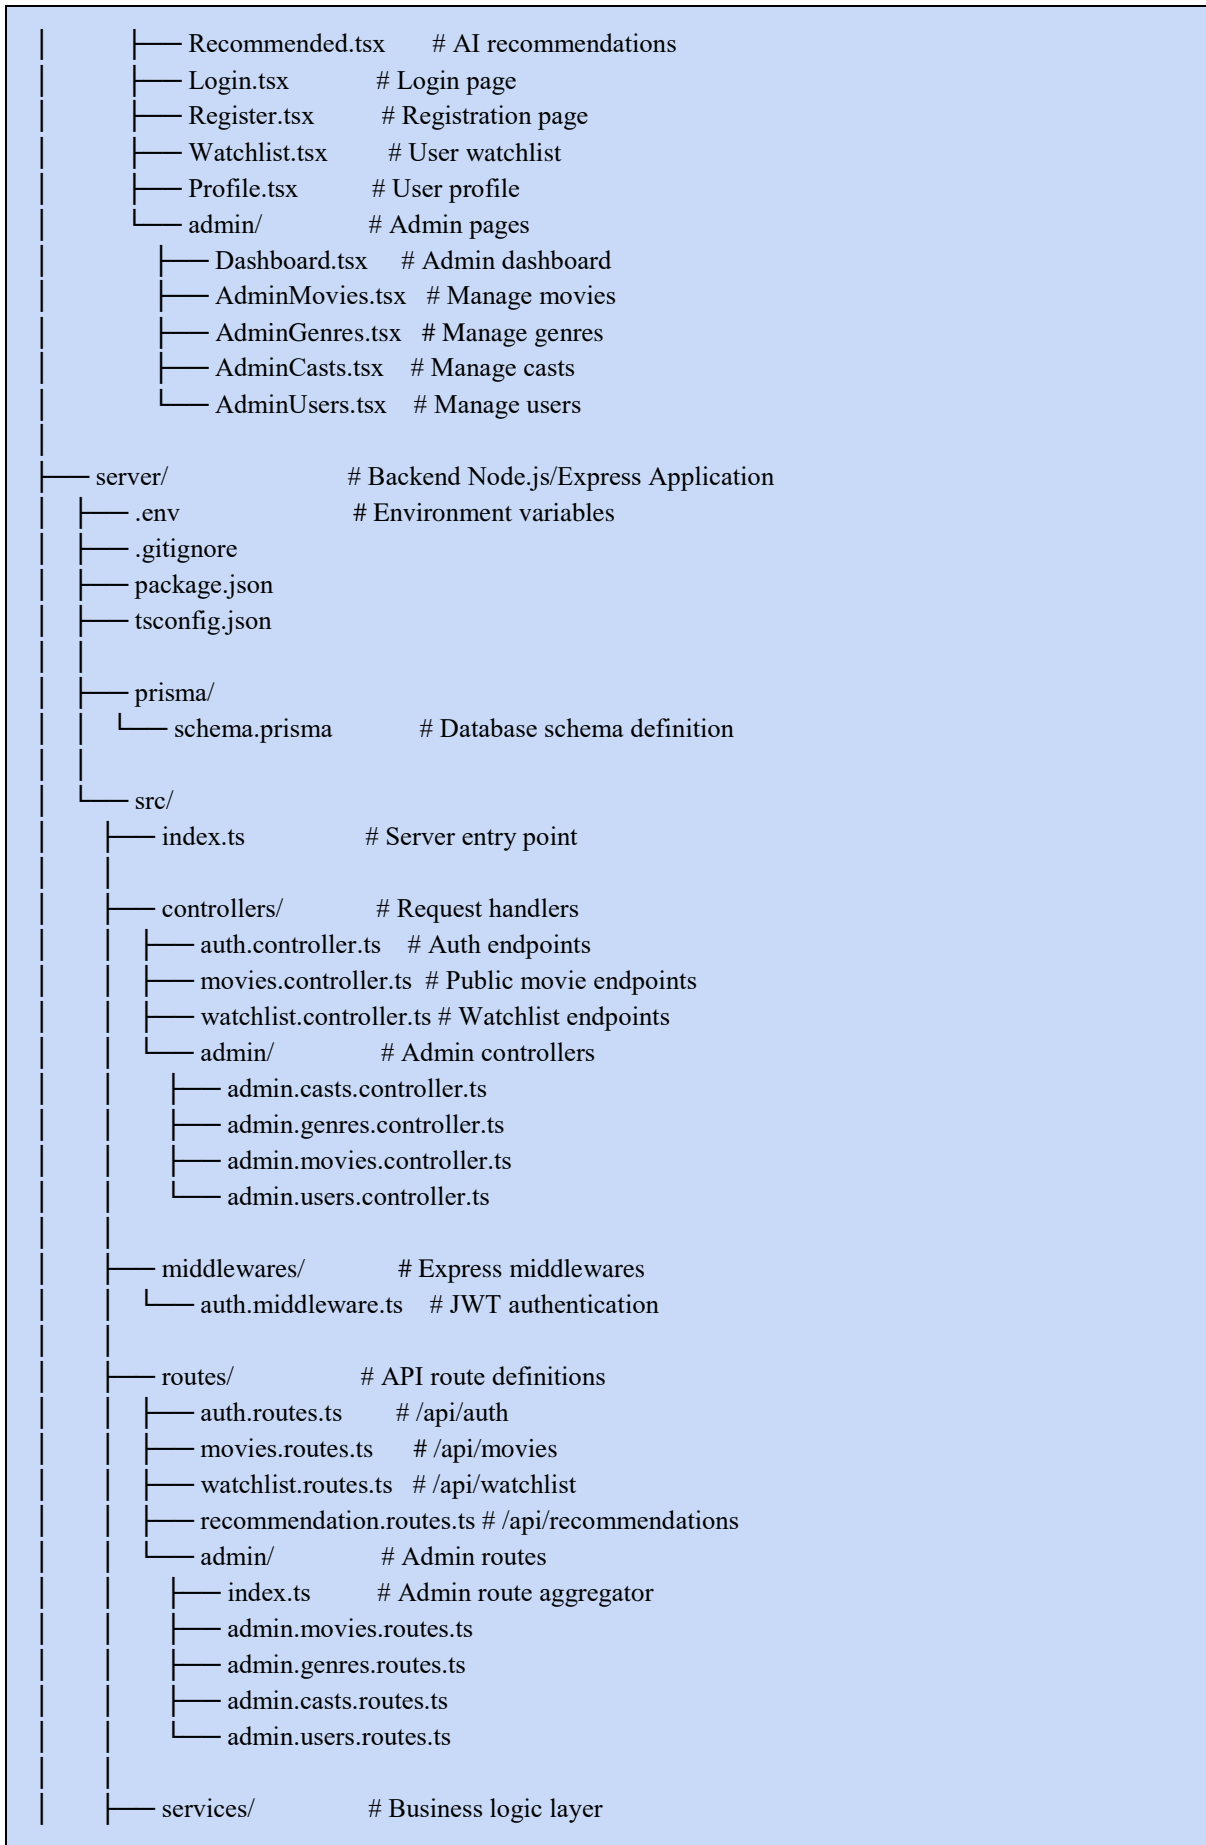 │ ├── Recommended.tsx # AI recommendations
│ ├── Login.tsx # Login page
│ ├── Register.tsx # Registration page
│ ├── Watchlist.tsx # User watchlist
│ ├── Profile.tsx # User profile
│ └── admin/ # Admin pages
│ ├── Dashboard.tsx # Admin dashboard
│ ├── AdminMovies.tsx # Manage movies
│ ├── AdminGenres.tsx # Manage genres
│ ├── AdminCasts.tsx # Manage casts
│ └── AdminUsers.tsx # Manage users
│
├── server/ # Backend Node.js/Express Application
│ ├── .env # Environment variables
│ ├── .gitignore
│ ├── package.json
│ ├── tsconfig.json
│ │
│ ├── prisma/
│ │ └── schema.prisma # Database schema definition
│ │
│ └── src/
│ ├── index.ts # Server entry point
│ │
│ ├── controllers/ # Request handlers
│ │ ├── auth.controller.ts # Auth endpoints
│ │ ├── movies.controller.ts # Public movie endpoints
│ │ ├── watchlist.controller.ts # Watchlist endpoints
│ │ └── admin/ # Admin controllers
│ │ ├── admin.casts.controller.ts
│ │ ├── admin.genres.controller.ts
│ │ ├── admin.movies.controller.ts
│ │ └── admin.users.controller.ts
│ │
│ ├── middlewares/ # Express middlewares
│ │ └── auth.middleware.ts # JWT authentication
│ │
│ ├── routes/ # API route definitions
│ │ ├── auth.routes.ts # /api/auth
│ │ ├── movies.routes.ts # /api/movies
│ │ ├── watchlist.routes.ts # /api/watchlist
│ │ ├── recommendation.routes.ts # /api/recommendations
│ │ └── admin/ # Admin routes
│ │ ├── index.ts # Admin route aggregator
│ │ ├── admin.movies.routes.ts
│ │ ├── admin.genres.routes.ts
│ │ ├── admin.casts.routes.ts
│ │ └── admin.users.routes.ts
│ │
│ ├── services/ # Business logic layer